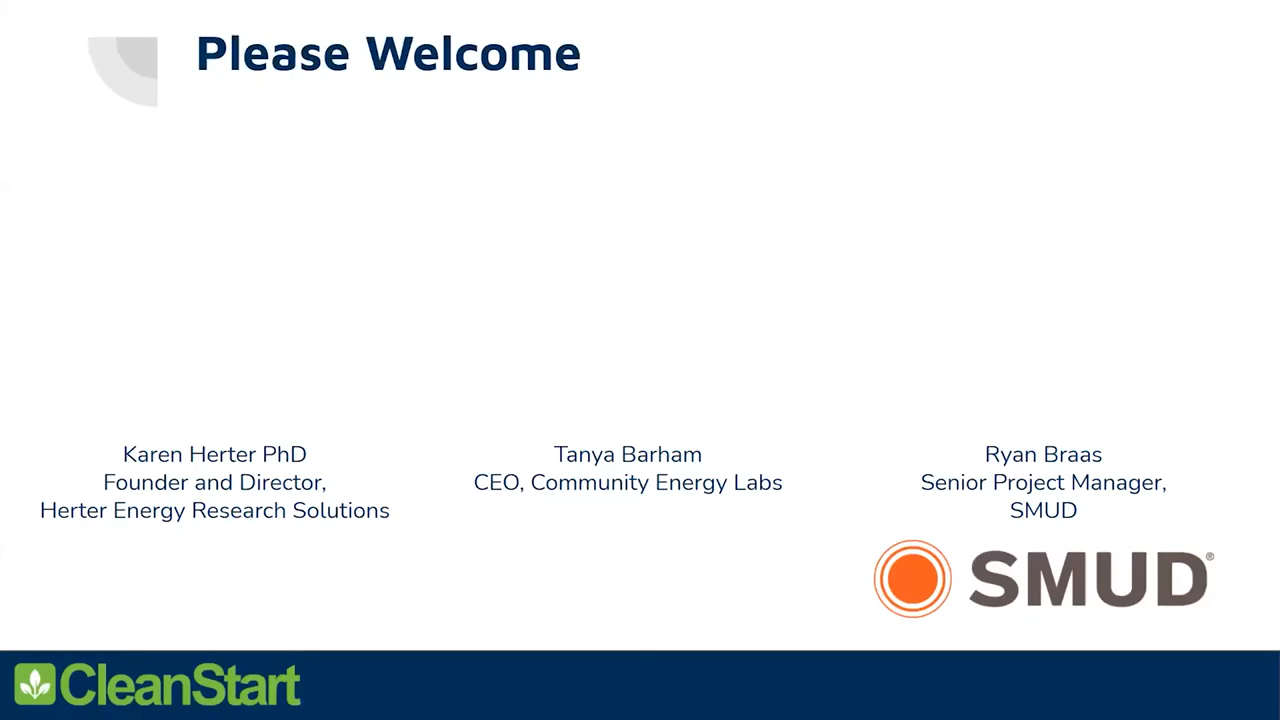 Please Welcome
Karen Herter PhD
Founder and Director,
Herter Energy Research Solutions
Tanya Barham
CEO, Community Energy Labs
Ryan Braas
Senior Project Manager,
SMUD
SMUD®
CleanStart